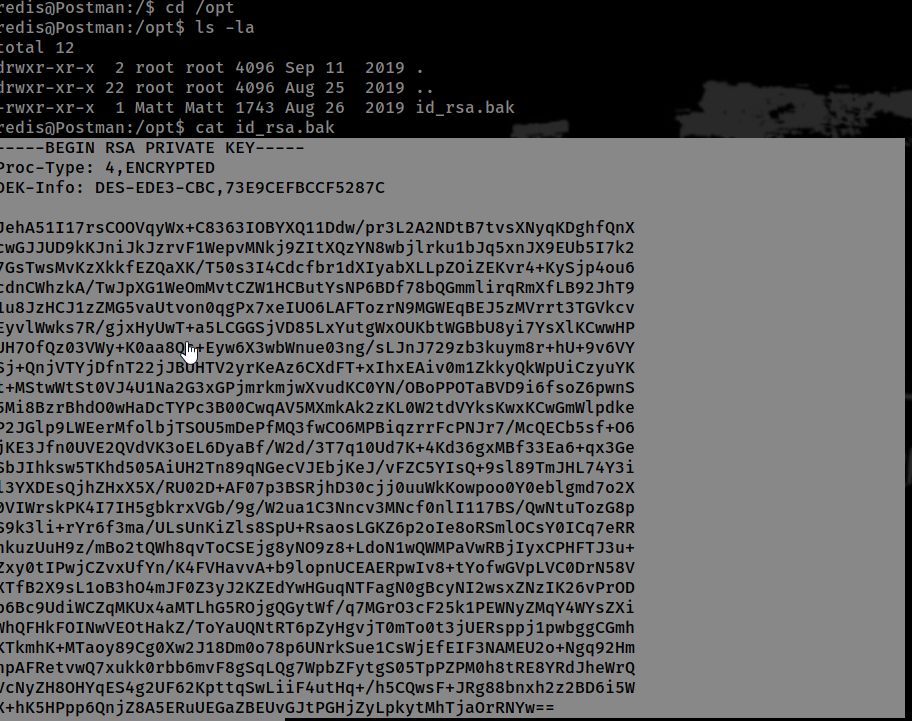 redis@Postman:/$ cd /opt
redis@Postman:/opt$ ls -la
total 12
drwxr-xr-x  2 root root 4096 Sep 11  2019 .
drwxr-xr-x 22 root root 4096 Aug 25  2019 ..
-rwxr-xr-x  1 Matt Matt 1743 Aug 26  2019 id_rsa.bak
redis@Postman:/opt$ cat id_rsa.bak
-----BEGIN RSA PRIVATE KEY-----
Proc-Type: 4,ENCRYPTED
DEK-Info: DES-EDE3-CBC,73E9CEFBCCF5287C
JehA51I17rsCOOVqyWx+C8363IOBYXQ11Ddw/pr3L2A2NDtB7tvsXNyqKDghfQnX
cwGJJUD9kKJniJkJzrvF1WepvMNkj9ZItXQzYN8wbjlrku1bJq5xnJX9EUb5I7k2
7GsTwsMvKzXkkfEZQaXK/T50s3I4Cdcfbr1dXIyabXLLpZOiZEKvr4+KySjp4ou6
cdnCWhzkA/TwJpXG1WeOmMvtCZW1HCButYsNP6BDf78bQGmmlirqRmXfLB92JhT9
1u8JzHCJ1zZMG5vaUtvon0qgPx7xeIUO6LAFTozrN9MGWEqBEJ5zMVrrt3TGVkcv
EyvlWwks7R/gjxHyUwT+a5LCGGSjVD85LxYutgWxOUKbtWGBbU8yi7YsXlKCwwHP
UH7OfQz03VWy+K0aa8Qs+Eyw6X3wbWnue03ng/sLJnJ729zb3kuym8r+hU+9v6VY
Sj+QnjVTYjDfnT22jJBUHTV2yrKeAz6CXdFT+xIhxEAiv0m1ZkkyQkWpUiCzyuYK
t+MStwWtSt0VJ4U1Na2G3xGPjmrkmjwXvudKC0YN/OBoPPOTaBVD9i6fsoZ6pwnS
5Mi8BzrBhdO0wHaDcTYPc3B00CwqAV5MXmkAk2zKL0W2tdVYksKwxKCwGmWlpdke
P2JGlp9LWEerMfolbjTSOU5mDePfMQ3fwCO6MPBiqzrrFcPNJr7/McQECb5sf+O6
jKE3Jfn0UVE2QVdVK3oEL6DyaBf/W2d/3T7q10Ud7K+4Kd36gxMBf33Ea6+qx3Ge
SbJIhksw5TKhd505AiUH2Tn89qNGecVJEbjKeJ/vFZC5YIsQ+9sl89TmJHL74Y3i
l3YXDEsQjhZHxX5X/RU02D+AF07p3BSRjhD30cjj0uuWkKowpoo0Y0eblgmd7o2X
0VIWrskPK4I7IH5gbkrxVGb/9g/W2ua1C3Nncv3MNcf0nlI117BS/QwNtuTozG8p
S9k3li+rYr6f3ma/ULsUnKiZls8SpU+RsaosLGKZ6p2oIe8oRSmlOCsY0ICq7eRR
hkuzUuH9z/mBo2tQWh8qvToCSEjg8yNO9z8+LdoN1wQWMPaVwRBjIyxCPHFTJ3u+
Zxy0tIPwjCZvxUfYn/K4FVHavvA+b9lopnUCEAERpwIv8+tYofwGVpLVC0DrN58V
XTfB2X9sL1oB3hO4mJF0Z3yJ2KZEdYwHGuqNTFagN0gBcyNI2wsxZNzIK26vPrOD
b6Bc9UdiWCZqMKUx4aMTLhG5ROjgQGytWf/q7MGrO3cF25k1PEWNyZMqY4WYsZXi
WhQFHkFOINwVEOtHakZ/ToYaUQNtRT6pZyHgvjT0mTo0t3jUERsppj1pwbggCGmh
KTkmhK+MTaoy89Cg0Xw2J18Dm0o78p6UNrkSue1CsWjEfEIF3NAMEU2o+Ngq92Hm
npAFRetvwQ7xukk0rbb6mvF8gSqLQg7WpbZFytgS05TpPZPM0h8tRE8YRdJheWrQ
VcNyZH8OHYqES4g2UF62KpttqSwLiiF4utHq+/h5CQwsF+JRg88bnxh2z2BD6i5W
X+hK5HPpp6QnjZ8A5ERuUEGaZBEUvGJtPGHjZyLpkytMhTjaOrRNYw==